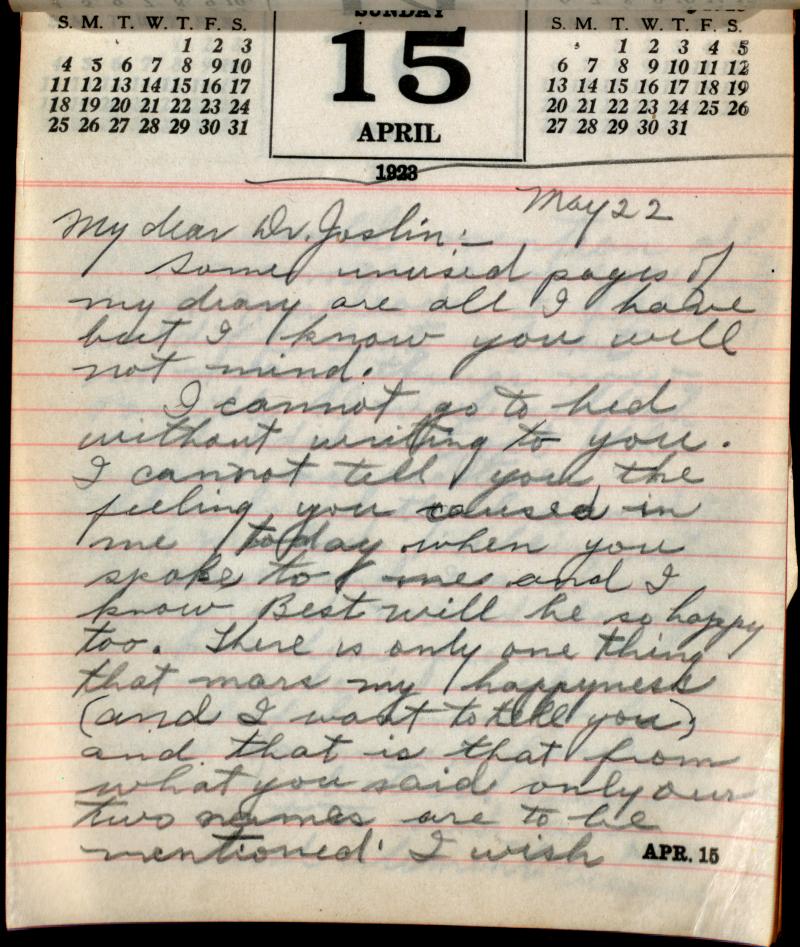 S. M. T. W. T. F. S.
1 2 3
4 5 6 7 8 9 10
11 12 13 14 15 16 17
18 19 20 21 22 23 24
25 26 27 28 29 30 31
SUNDAY
15
APRIL
1923
S. M. T. W. T. F. S.
1 2 3 4 5
6 7 8 9 10 11 12
13 14 15 16 17 18 19
20 21 22 23 24 25 26
27 28 29 30 31
May 22
My dear Dr. Joslin:—
Some unused pages of
my diary are all I have
but I know you will
not mind.
I cannot go to bed
without writing to you.
I cannot tell you the
feeling you caused in
me today when you
spoke to me and I
know Best will be so happy
too. There is only one thing
that mars my happyness
(and I want to tell you),
and that is that from
what you said only our
two names are to be
mentioned. I wish
APR. 15